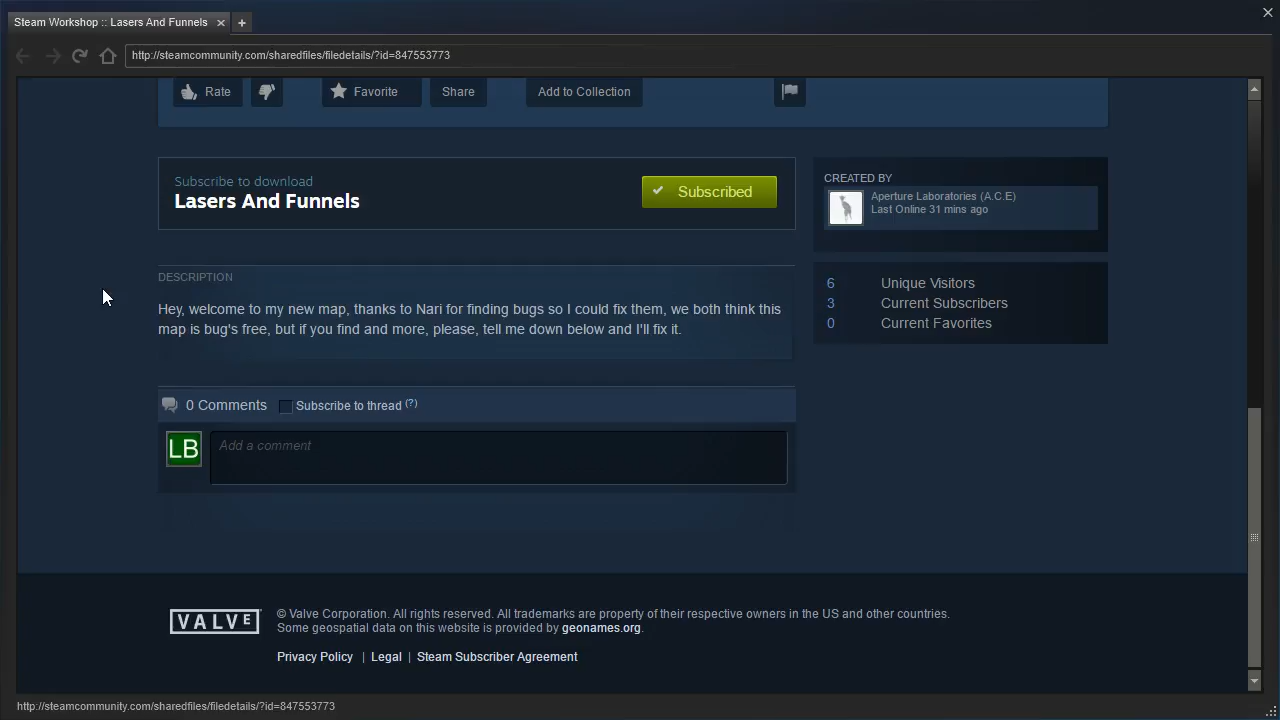 Steam Workshop :: Lasers And Funnels
http://steamcommunity.com/sharedfiles/filedetails/?id=847553773
Rate
Favorite
Share
Add to Collection
Subscribe to download
Lasers And Funnels
Subscribed
CREATED BY
Aperture Laboratories (A.C.E)
Last Online 31 mins ago
6 Unique Visitors
3 Current Subscribers
0 Current Favorites
DESCRIPTION
Hey, welcome to my new map, thanks to Nari for finding bugs so I could fix them, we both think this
map is bug's free, but if you find and more, please, tell me down below and I'll fix it.
0 Comments
Subscribe to thread (?)
LB
Add a comment
VALVE
© Valve Corporation. All rights reserved. All trademarks are property of their respective owners in the US and other countries.
Some geospatial data on this website is provided by geonames.org.
Privacy Policy | Legal | Steam Subscriber Agreement
http://steamcommunity.com/sharedfiles/filedetails/?id=847553773